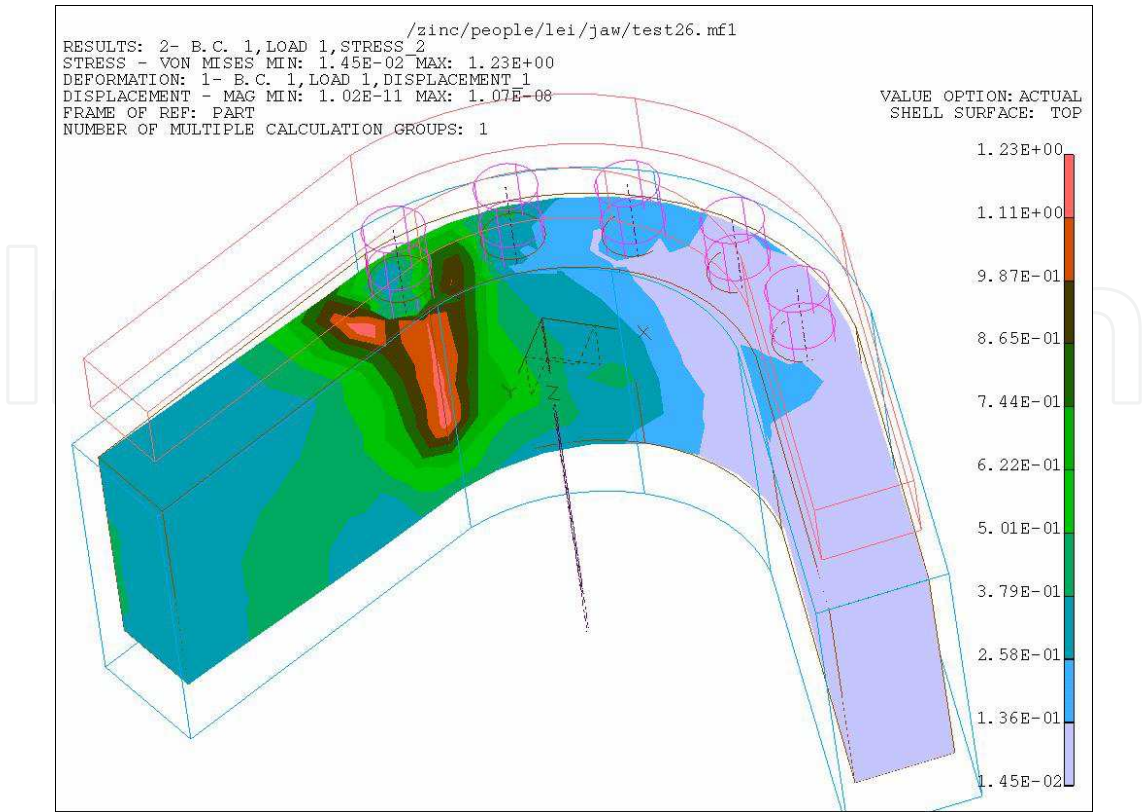 /zinc/people/lei/jaw/test26.mf1
RESULTS: 2- B.C. 1,LOAD 1,STRESS_2
STRESS - VON MISES MIN: 1.45E-02 MAX: 1.23E+00
DEFORMATION: 1- B.C. 1,LOAD 1,DISPLACEMENT_1
DISPLACEMENT - MAG MIN: 1.02E-11 MAX: 1.07E-08
FRAME OF REF: PART
NUMBER OF MULTIPLE CALCULATION GROUPS: 1
VALUE OPTION: ACTUAL
SHELL SURFACE: TOP
1.23E+00
1.11E+00
9.87E-01
8.65E-01
7.44E-01
6.22E-01
5.01E-01
3.79E-01
2.58E-01
1.36E-01
1.45E-02
X
Y
Z